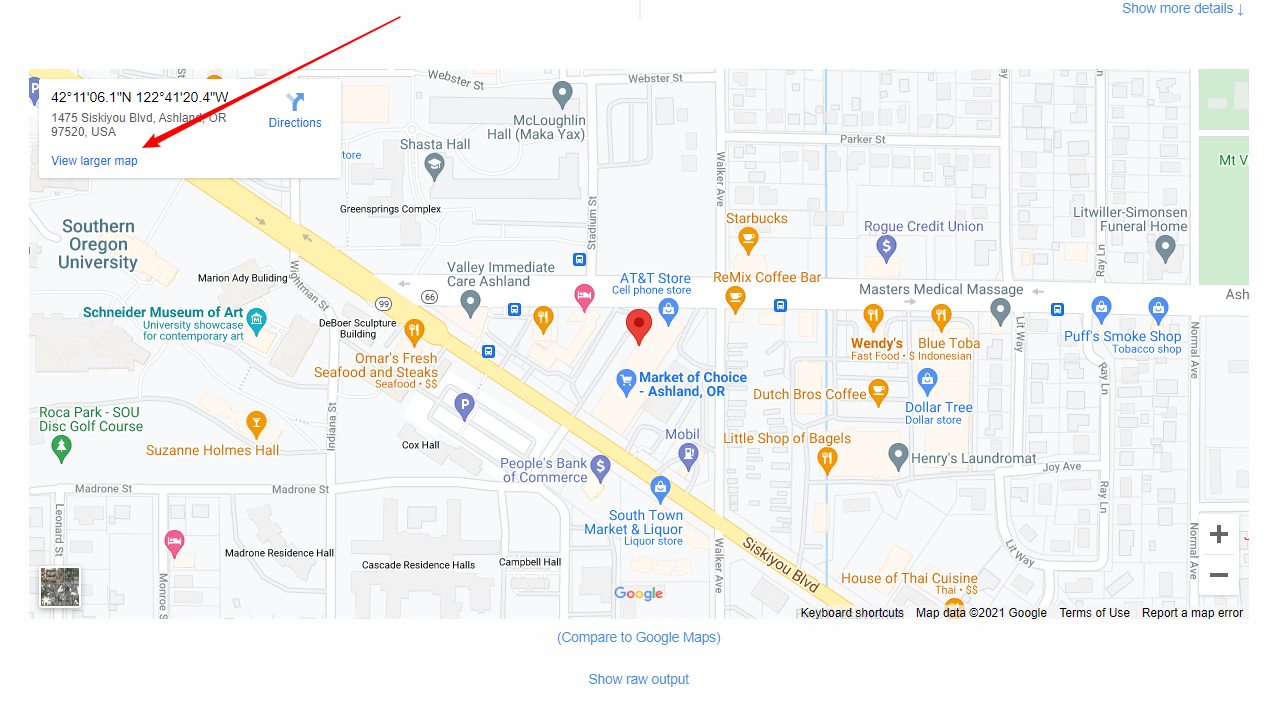 Show more details ↓
42°11'06.1"N 122°41'20.4"W
1475 Siskiyou Blvd, Ashland, OR
97520, USA
Directions
View larger map
Webster St
Webster St
McLoughlin
Hall (Maka Yax)
Shasta Hall
tore
Parker St
Mt V
Walker Ave
Greensprings Complex
Stadium St
Southern
Oregon
University
Starbucks
Rogue Credit Union
Litwiller-Simonsen
Funeral Home
Ray Ln
Marion Ady Buliding
Wightman St
Valley Immediate
Care Ashland
AT&T Store
Cell phone store
ReMix Coffee Bar
Masters Medical Massage
Ash
99
66
Schneider Museum of Art
University showcase
for contemporary art
DeBoer Sculpture
Building
Omar's Fresh
Seafood and Steaks
Seafood • $$
Wendy's
Fast Food • $
Blue Toba
Indonesian
Lit Way
Puff's Smoke Shop
Tobacco shop
Normal Ave
Market of Choice
- Ashland, OR
Dutch Bros Coffee
Dollar Tree
Dollar store
Ray Ln
Roca Park - SOU
Disc Golf Course
Suzanne Holmes Hall
Indiana St
P
Cox Hall
Mobil
Little Shop of Bagels
Henry's Laundromat
Joy Ave
People's Bank
of Commerce
Madrone St
Madrone St
Ray Ln
Leonard St
South Town
Market & Liquor
Liquor store
Siskiyou Blvd
Walker Ave
Lit Way
Normal Ave
Madrone Residence Hall
Cascade Residence Halls
Campbell Hall
Monroe S
House of Thai Cuisine
Thai • $$
Google
Keyboard shortcuts
Map data ©2021 Google
Terms of Use
Report a map error
(Compare to Google Maps)
Show raw output